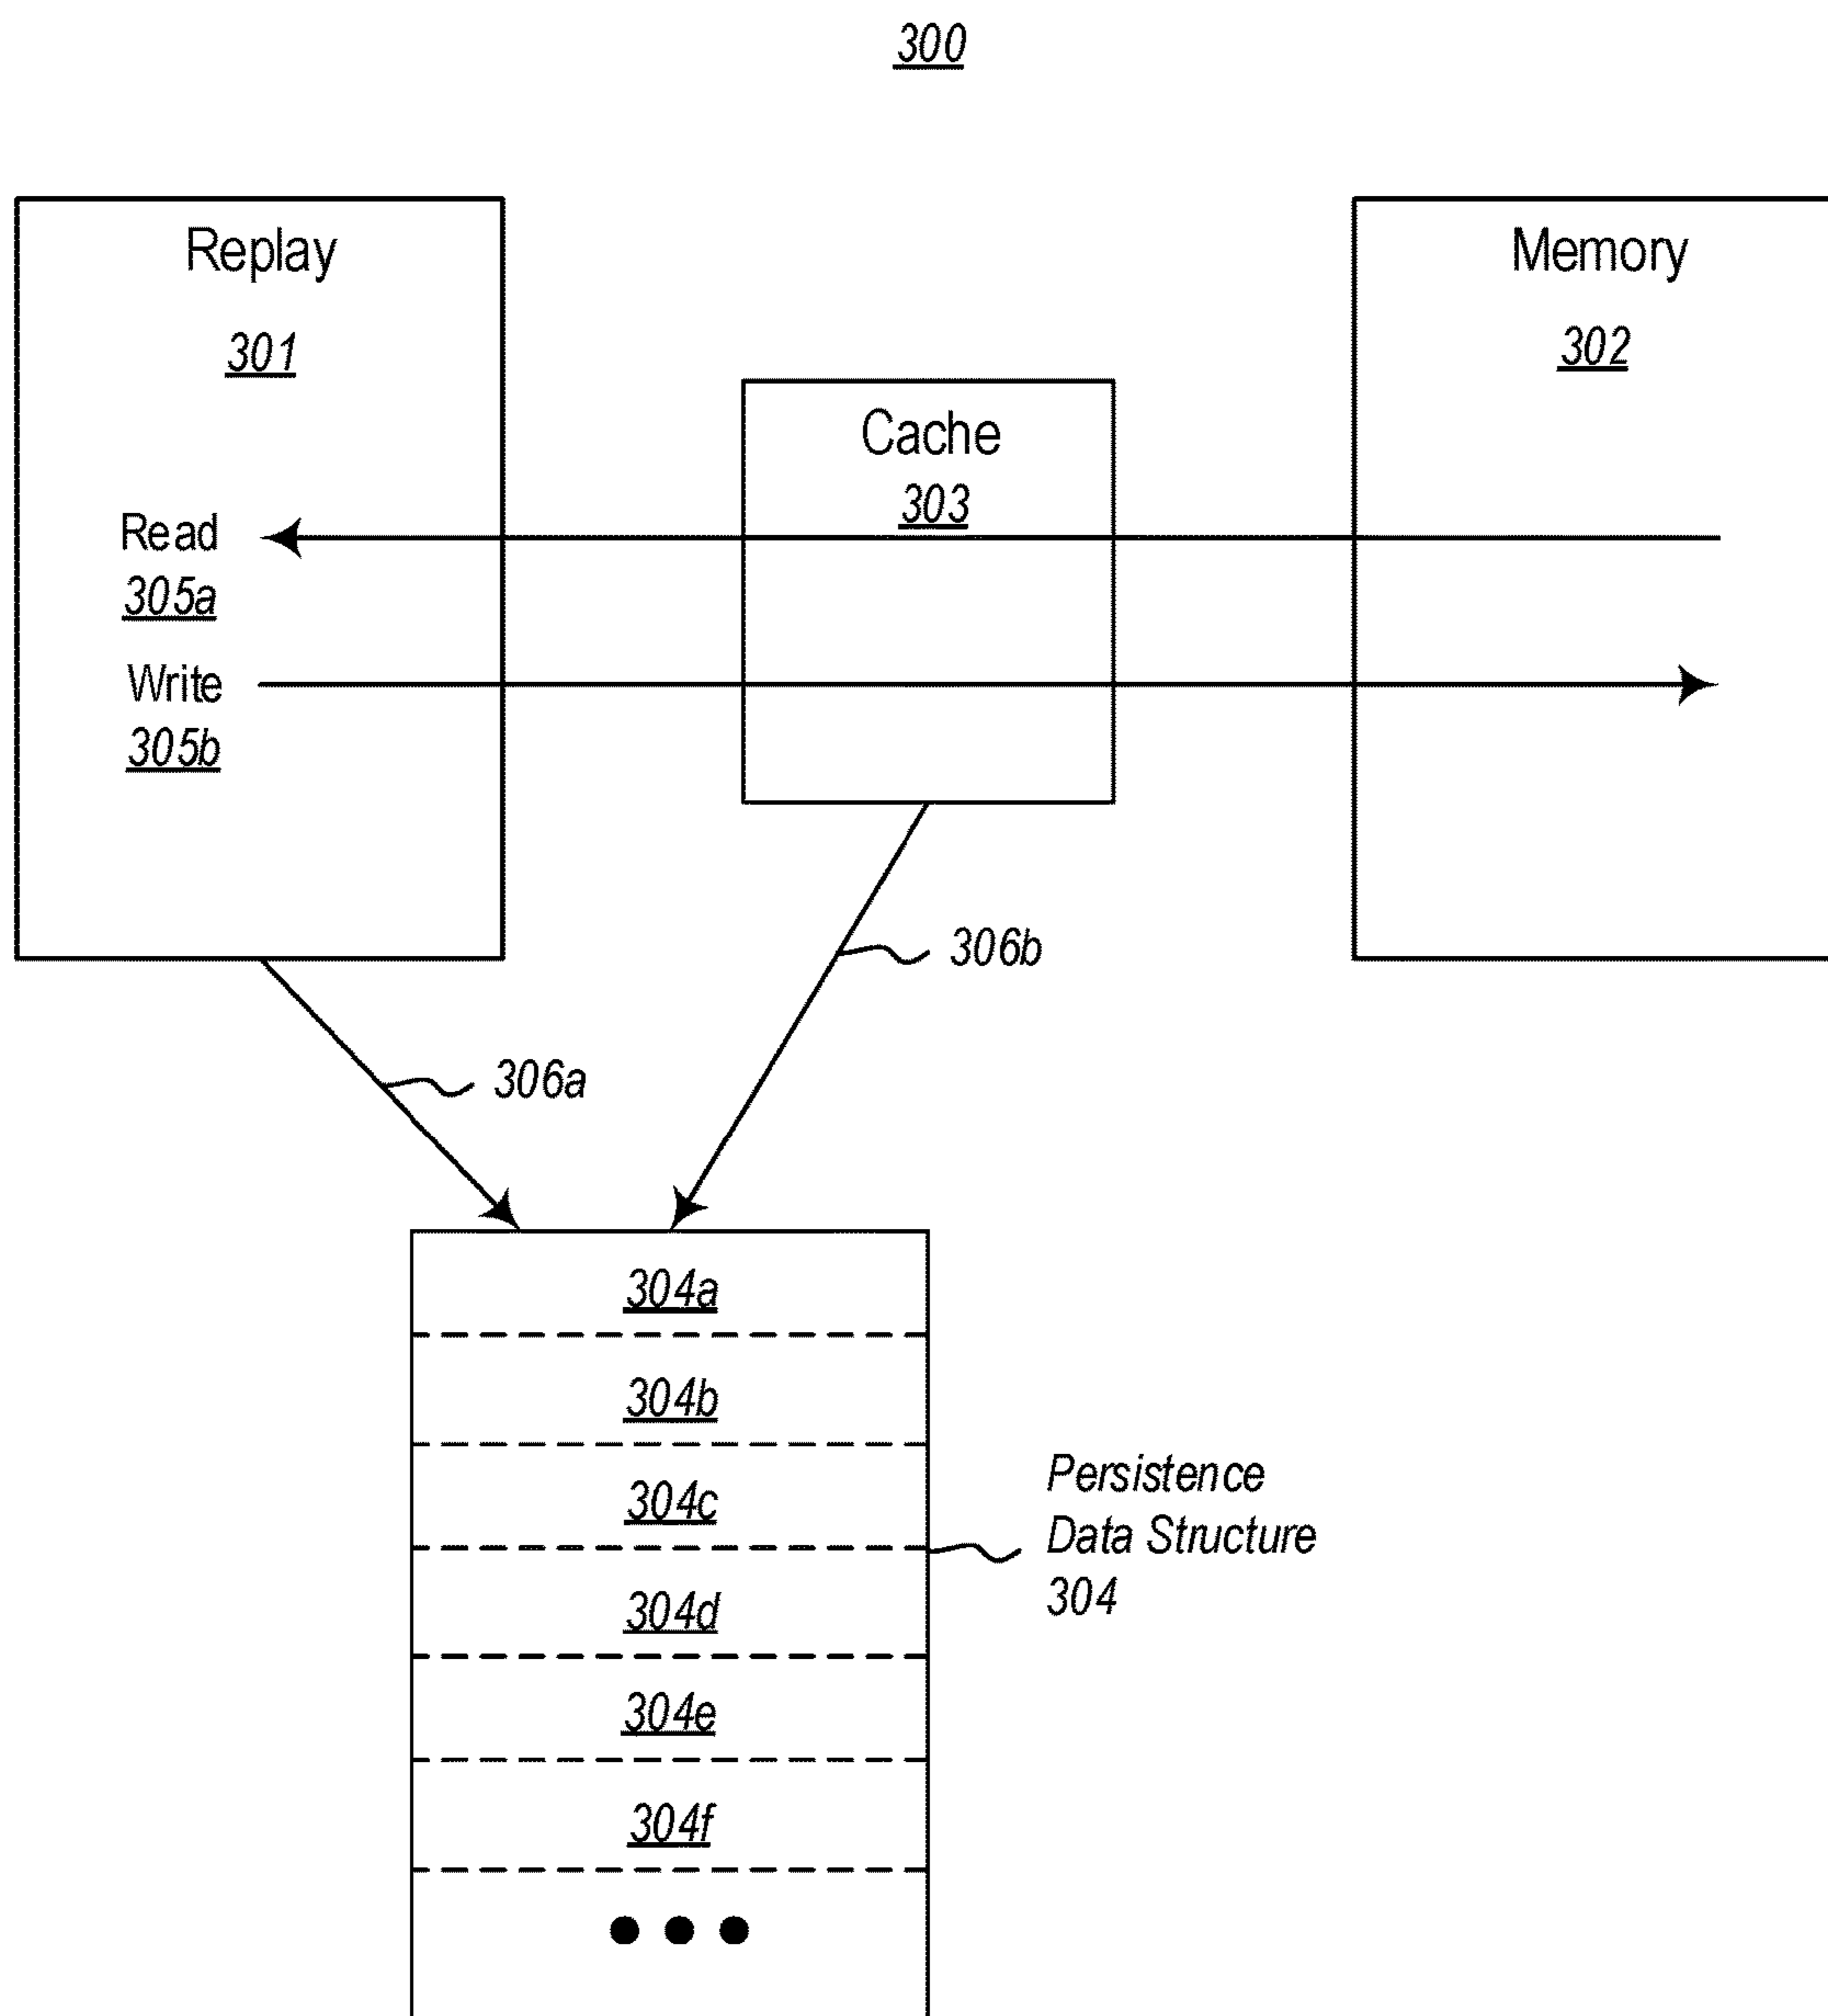 300
Replay
301
Memory
302
Cache
303
Read
305a
Write
305b
306b
306a
304a
304b
304c
304d
304e
304f
Persistence
Data Structure
304